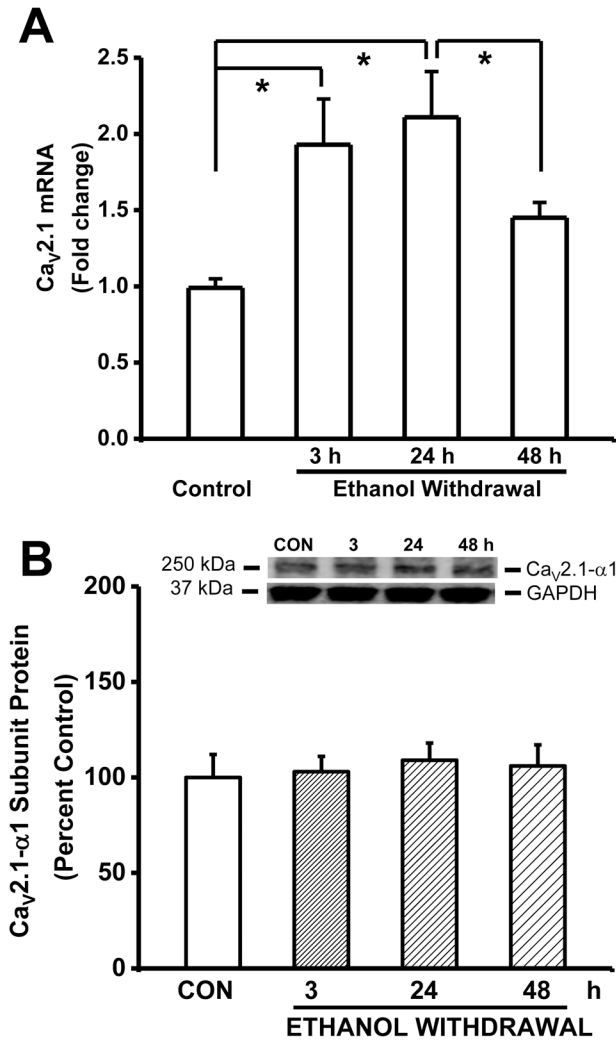 A
CaV2.1 mRNA
(Fold change)
2.5
2.0
1.5
1.0
0.5
0.0
* * *
3 h 24 h 48 h
Control Ethanol Withdrawal
B
CON 3 24 48 h
250 kDa CaV2.1-α1
37 kDa GAPDH
CaV2.1-α1 Subunit Protein
(Percent Control)
200
150
100
50
0
CON 3 24 48 h
ETHANOL WITHDRAWAL